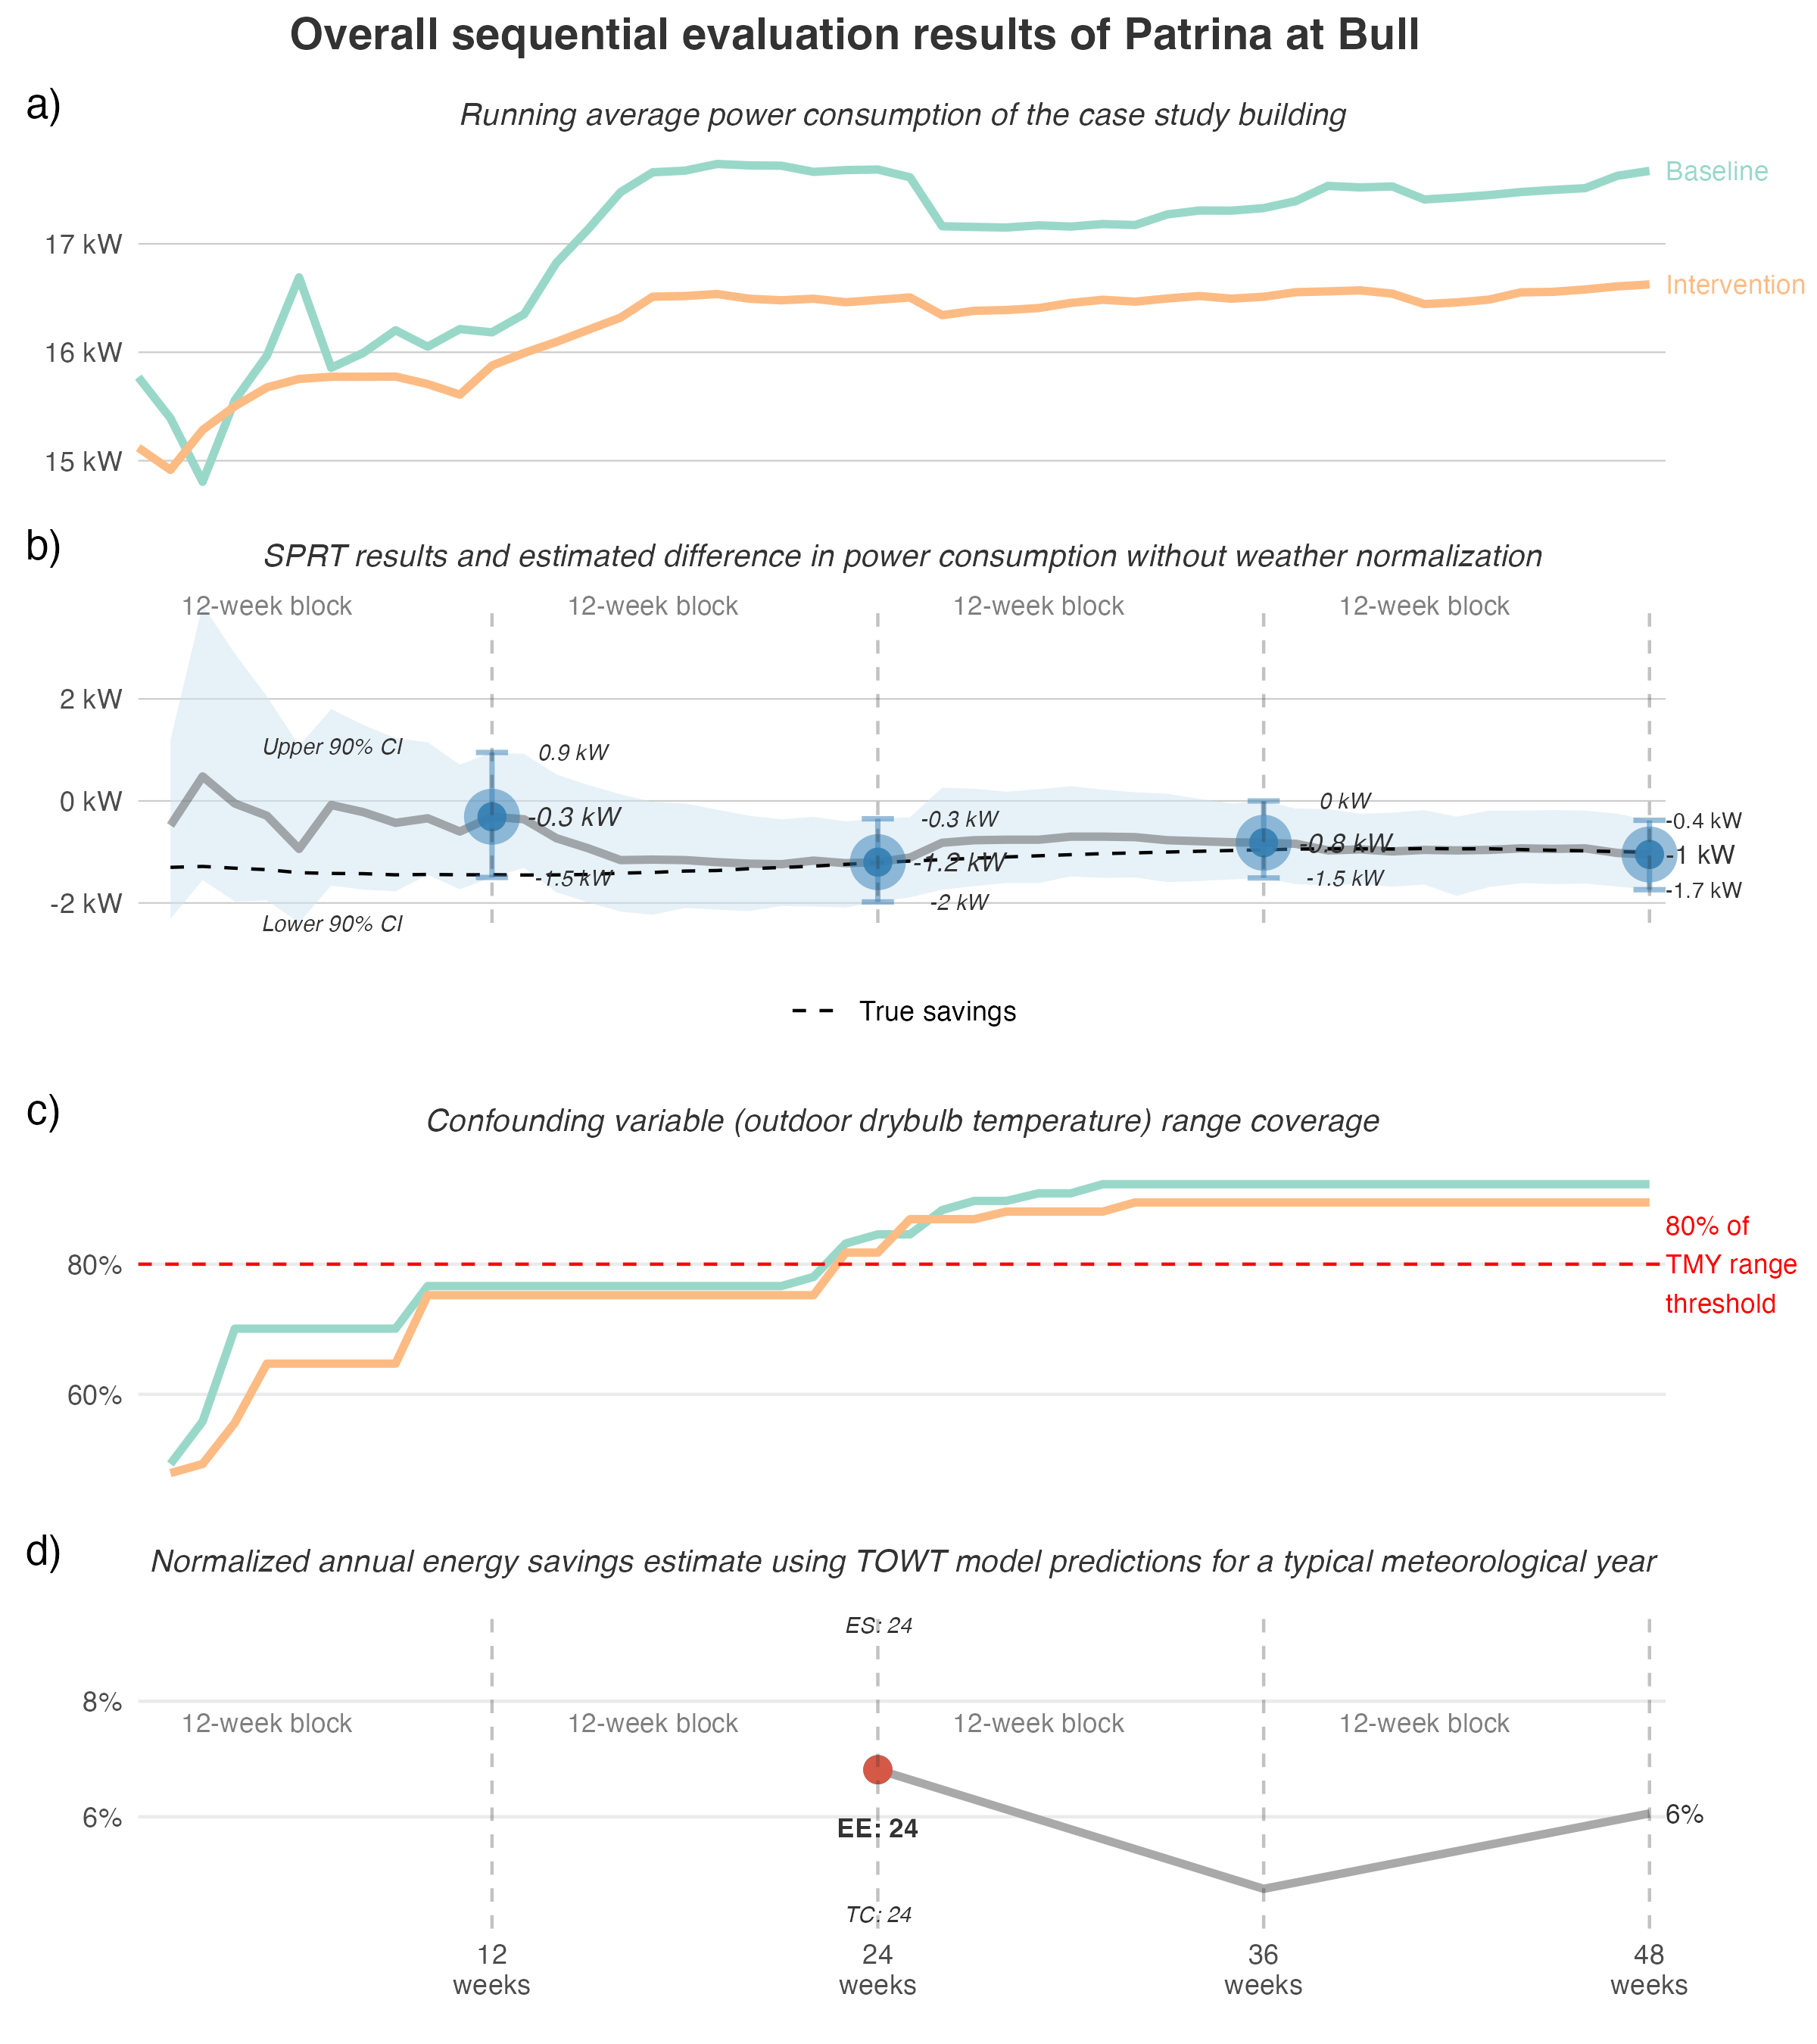 Overall sequential evaluation results of Patrina at Bull
a)
Running average power consumption of the case study building
Baseline
17 kW
Intervention
16 kW
15 kW
b)
SPRT results and estimated difference in power consumption without weather normalization
12-week block 12-week block 12-week block 12-week block
2 kW
Upper 90% CI
0.9 kW
0 kW
0 kW
-0.3 kW
-0.3 kW
-0.4 kW
-0.8 kW
-1 kW
-1.2 kW
-1.5 kW
-1.5 kW
-1.7 kW
-2 kW
-2 kW
Lower 90% CI
True savings
c)
Confounding variable (outdoor drybulb temperature) range coverage
80% of
TMY range
threshold
80%
60%
d)
Normalized annual energy savings estimate using TOWT model predictions for a typical meteorological year
ES: 24
8%
12-week block 12-week block 12-week block 12-week block
6%
6%
EE: 24
TC: 24
12
weeks
24
weeks
36
weeks
48
weeks